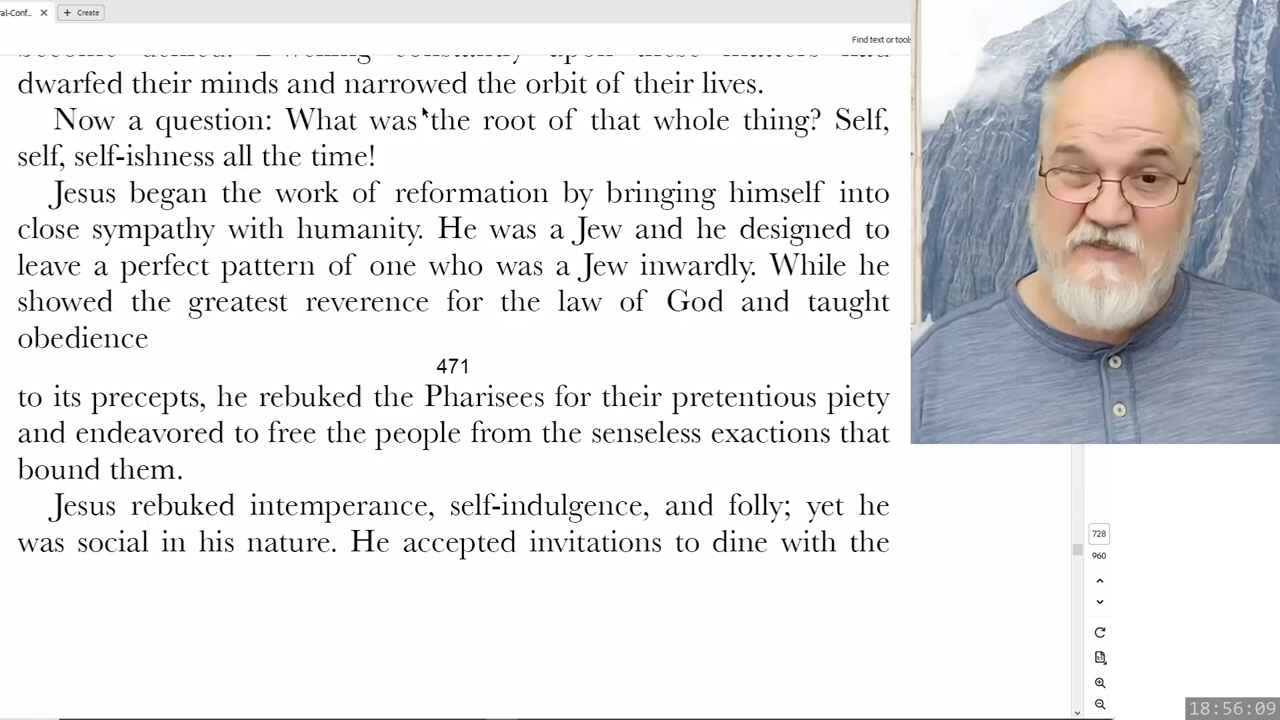 al-Conf..
Create
Find text or tools
dwarfed their minds and narrowed the orbit of their lives.
Now a question: What was the root of that whole thing? Self,
self, self-ishness all the time!
Jesus began the work of reformation by bringing himself into
close sympathy with humanity. He was a Jew and he designed to
leave a perfect pattern of one who was a Jew inwardly. While he
showed the greatest reverence for the law of God and taught
obedience
471
to its precepts, he rebuked the Pharisees for their pretentious piety
and endeavored to free the people from the senseless exactions that
bound them.
Jesus rebuked intemperance, self-indulgence, and folly; yet he
was social in his nature. He accepted invitations to dine with the
728
960
18:56:09